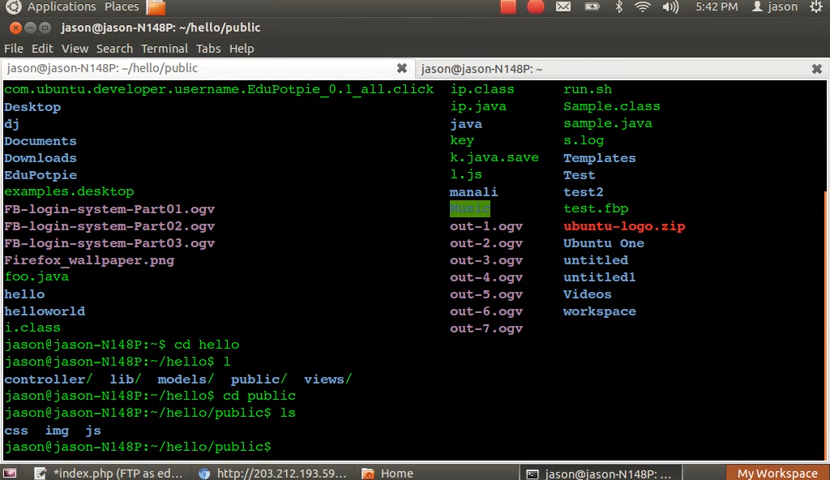 Applications Places 5:42 PM jason
jason@jason-N148P: ~/hello/public
File Edit View Search Terminal Tabs Help
jason@jason-N148P: ~/hello/public jason@jason-N148P: ~
com.ubuntu.developer.username.EduPotpie_0.1_all.click ip.class run.sh
Desktop ip.java Sample.class
dj java sample.java
Documents key s.log
Downloads k.java.save Templates
EduPotpie l.js Test
examples.desktop manali test2
FB-login-system-Part01.ogv Music test.fbp
FB-login-system-Part02.ogv out-1.ogv ubuntu-logo.zip
FB-login-system-Part03.ogv out-2.ogv Ubuntu One
Firefox_wallpaper.png out-3.ogv untitled
foo.java out-4.ogv untitled1
hello out-5.ogv Videos
helloworld out-6.ogv workspace
i.class out-7.ogv
jason@jason-N148P:~$ cd hello
jason@jason-N148P:~/hello$ l
controller/ lib/ models/ public/ views/
jason@jason-N148P:~/hello$ cd public
jason@jason-N148P:~/hello/public$ ls
css img js
jason@jason-N148P:~/hello/public$
*index.php (FTP as ed... http://203.212.193.59... Home jason@jason-N148P: ... My Workspace